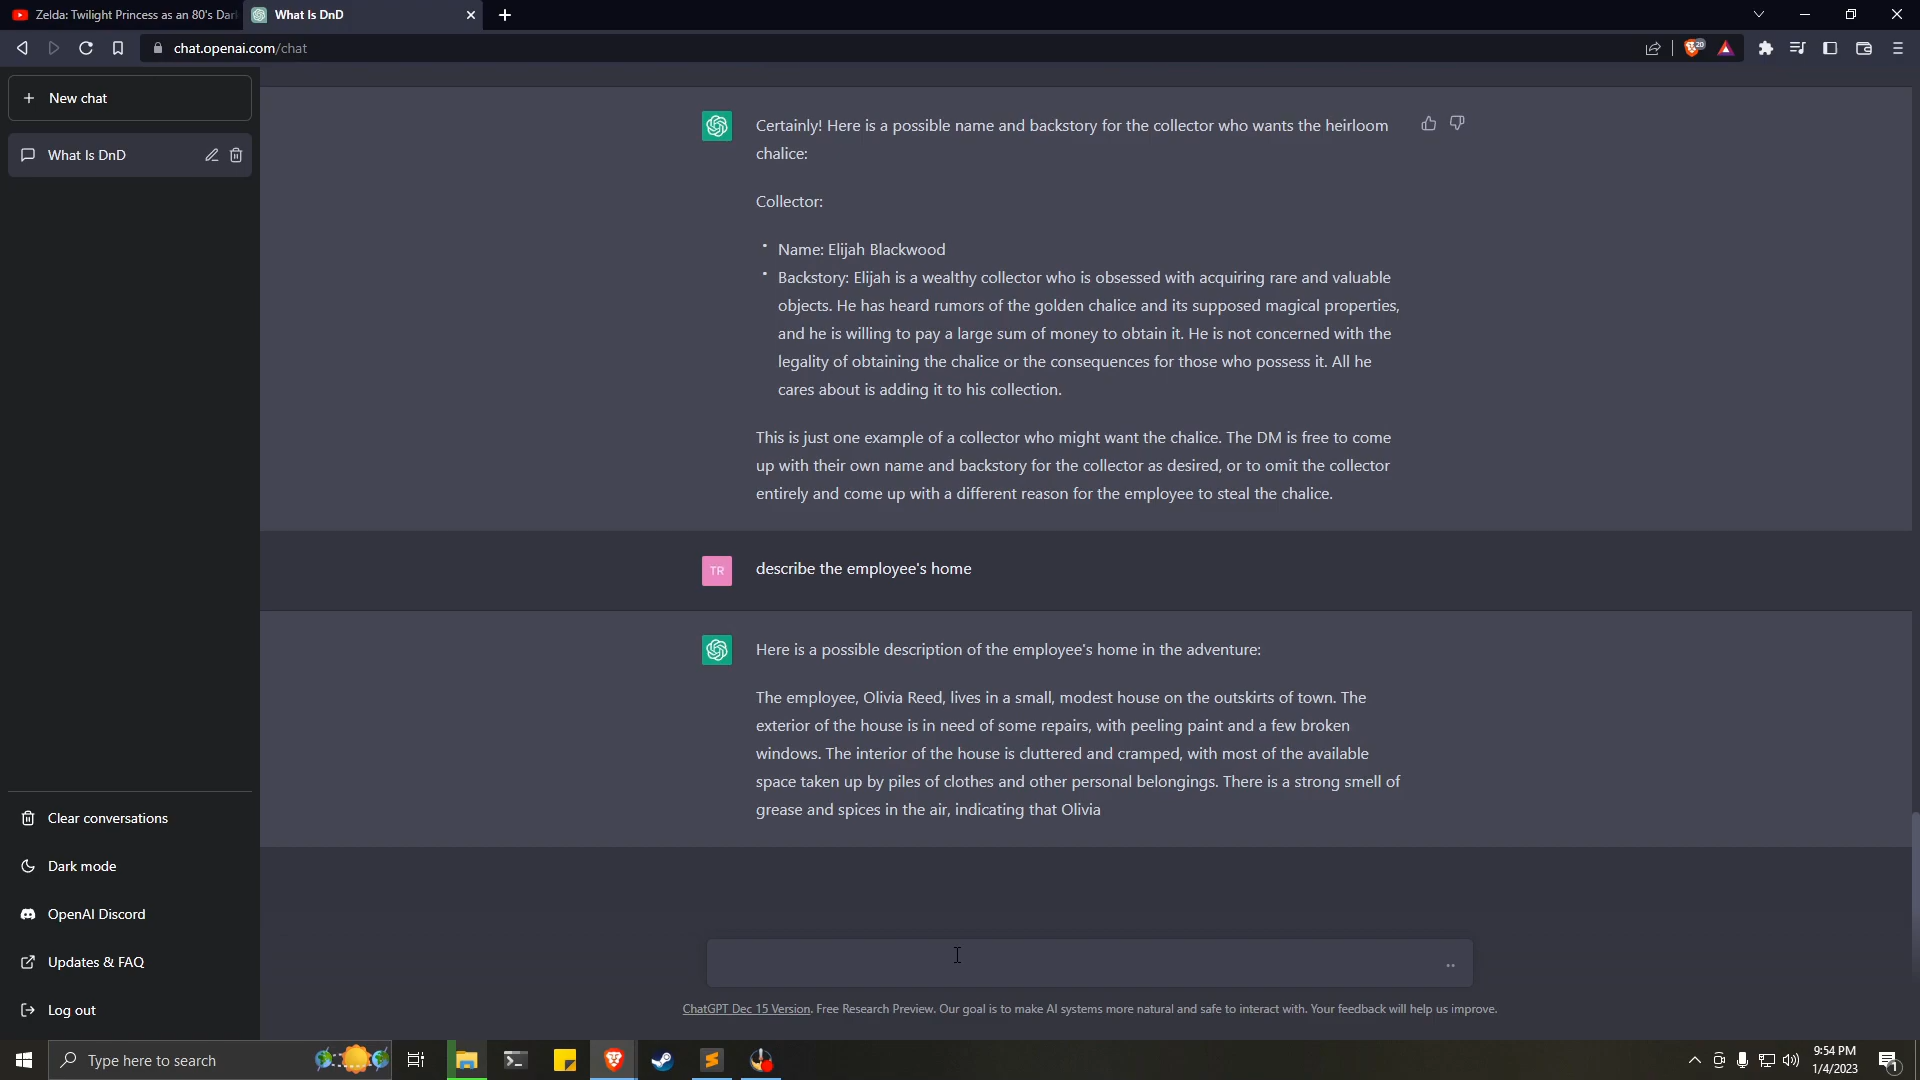 Zelda: Twilight Princess as an 80's Dar
What Is DnD
chat.openai.com/chat
20
New chat
What Is DnD
Certainly! Here is a possible name and backstory for the collector who wants the heirloom
chalice:
Collector:
• Name: Elijah Blackwood
• Backstory: Elijah is a wealthy collector who is obsessed with acquiring rare and valuable
objects. He has heard rumors of the golden chalice and its supposed magical properties,
and he is willing to pay a large sum of money to obtain it. He is not concerned with the
legality of obtaining the chalice or the consequences for those who possess it. All he
cares about is adding it to his collection.
This is just one example of a collector who might want the chalice. The DM is free to come
up with their own name and backstory for the collector as desired, or to omit the collector
entirely and come up with a different reason for the employee to steal the chalice.
TR
describe the employee's home
Here is a possible description of the employee's home in the adventure:
The employee, Olivia Reed, lives in a small, modest house on the outskirts of town. The
exterior of the house is in need of some repairs, with peeling paint and a few broken
windows. The interior of the house is cluttered and cramped, with most of the available
space taken up by piles of clothes and other personal belongings. There is a strong smell of
grease and spices in the air, indicating that Olivia
Clear conversations
Dark mode
OpenAI Discord
Updates & FAQ
Log out
ChatGPT Dec 15 Version. Free Research Preview. Our goal is to make AI systems more natural and safe to interact with. Your feedback will help us improve.
Type here to search
9:54 PM
1/4/2023
1